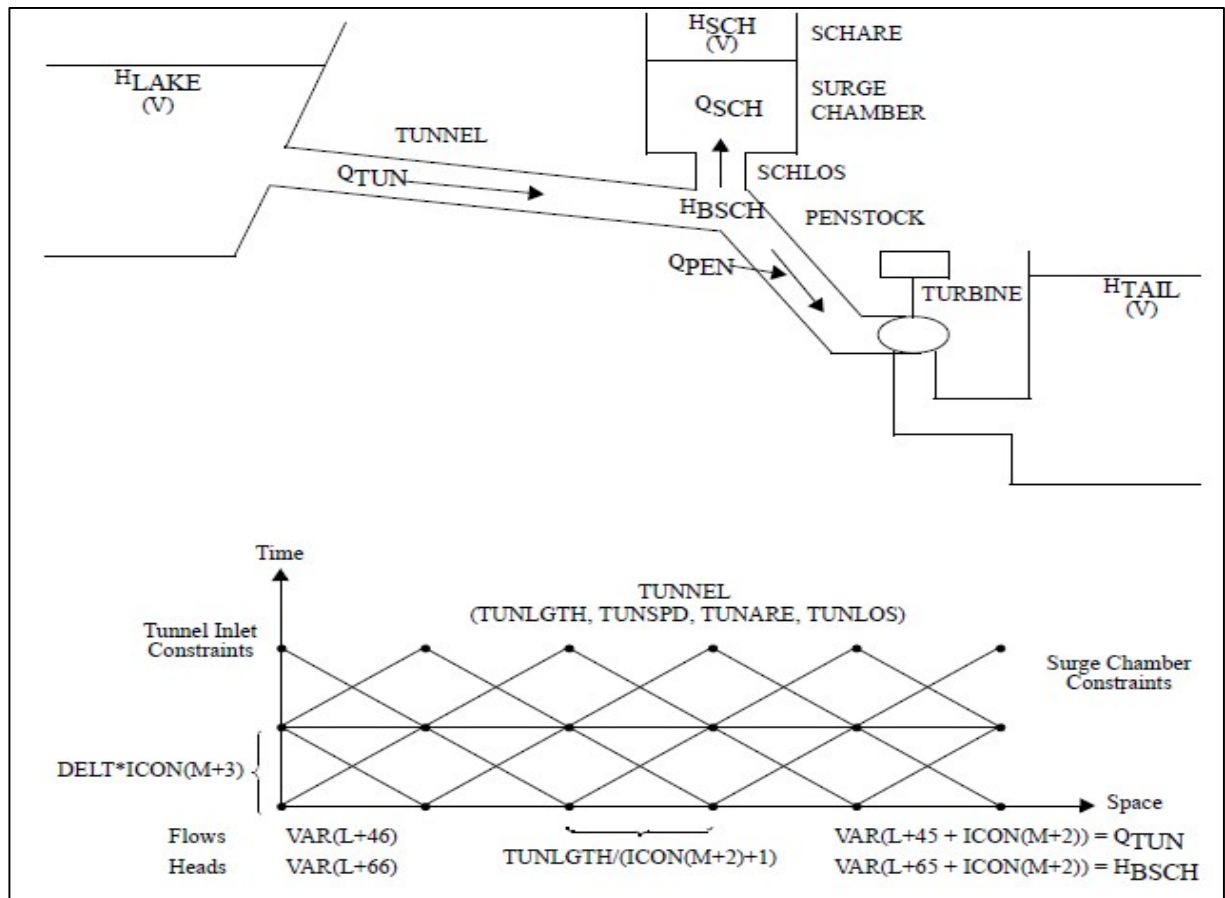 HSCH
(V)
SCHARE
HLAKE
(V)
SURGE
CHAMBER
QSCH
TUNNEL
QTUN
SCHLOS
HBSCH
PENSTOCK
QPEN
TURBINE
HTAIL
(V)
Time
TUNNEL
(TUNLGTH, TUNSPD, TUNARE, TUNLOS)
Tunnel Inlet
Constraints
Surge Chamber
Constraints
DELT*ICON(M+3)
Space
Flows VAR(L+46) VAR(L+45 + ICON(M+2)) = QTUN
TUNLGTH/(ICON(M+2)+1)
Heads VAR(L+66) VAR(L+65 + ICON(M+2)) = HBSCH